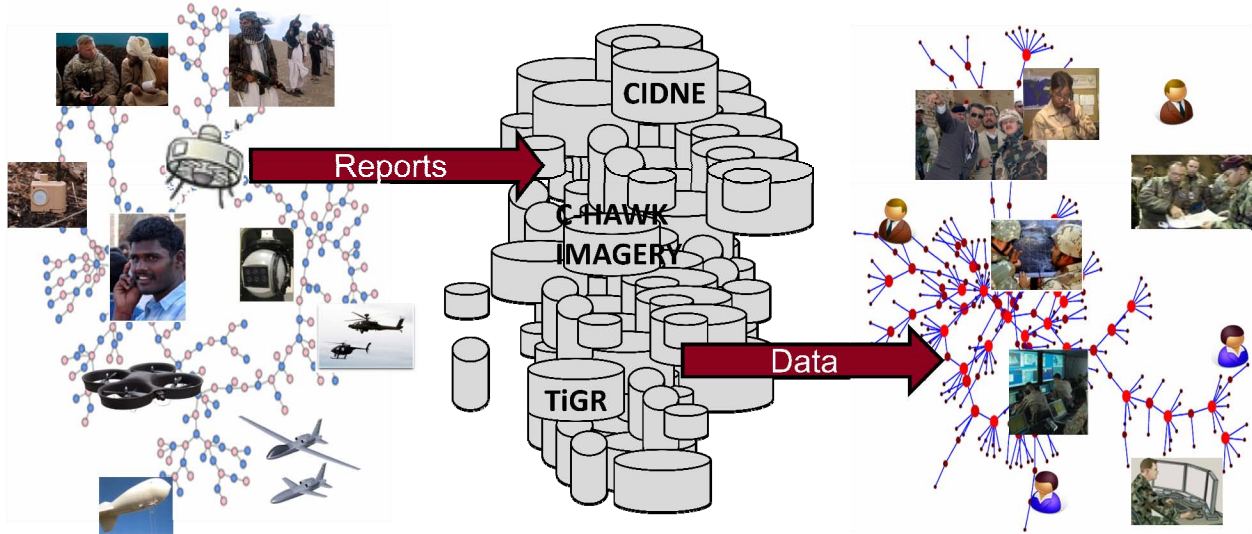 CIDNE
Reports
C-HAWK
IMAGERY
Data
TiGR